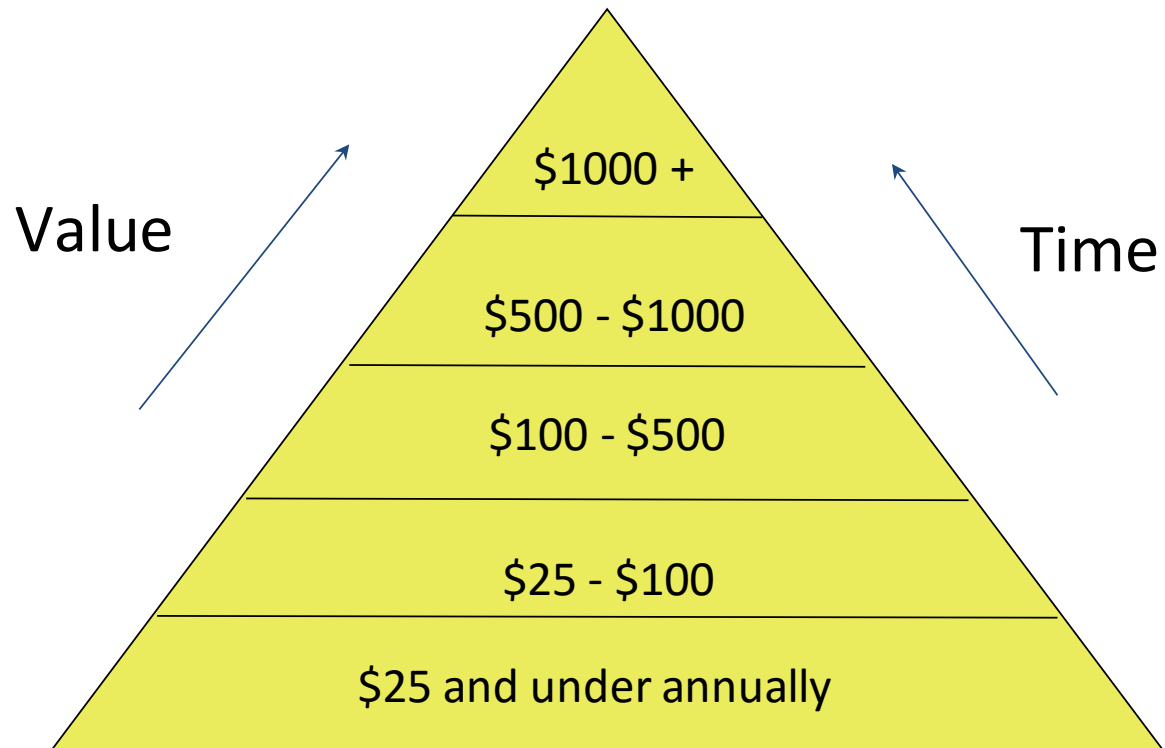 $1000 +
Value
Time
$500 - $1000
$100 - $500
$25 - $100
$25 and under annually